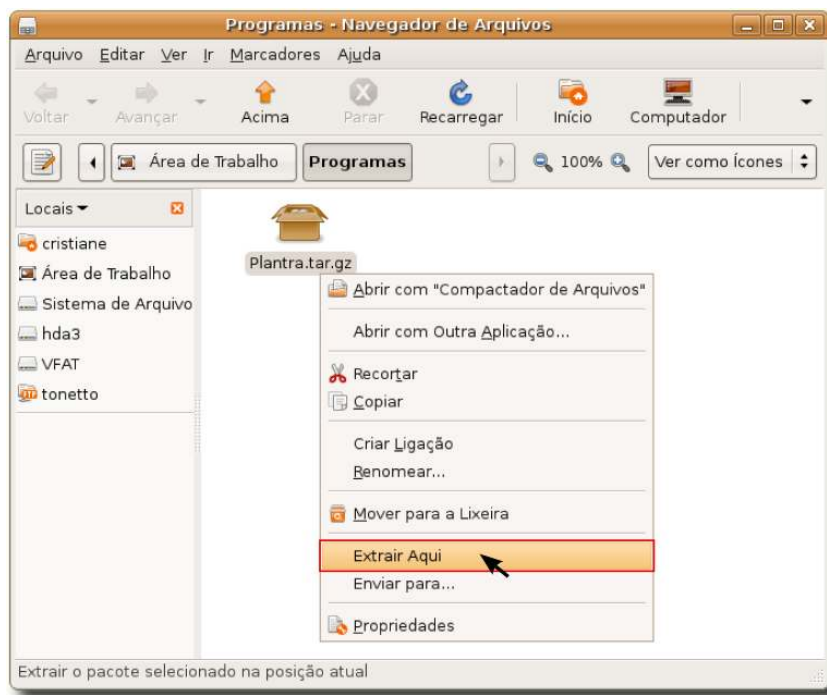 Programas - Navegador de Arquivos
Arquivo Editar Ver Ir Marcadores Ajuda
Voltar Avançar Acima Parar Recarregar Início Computador
Área de Trabalho Programas 100% Ver como Ícones
Locais
cristiane
Área de Trabalho
Sistema de Arquivo
hda3
VFAT
tonetto
Plantra.tar.gz
Abrir com "Compactador de Arquivos"
Abrir com Outra Aplicação...
Recortar
Copiar
Criar Ligação
Renomear...
Mover para a Lixeira
Extrair Aqui
Enviar para...
Propriedades
Extrair o pacote selecionado na posição atual